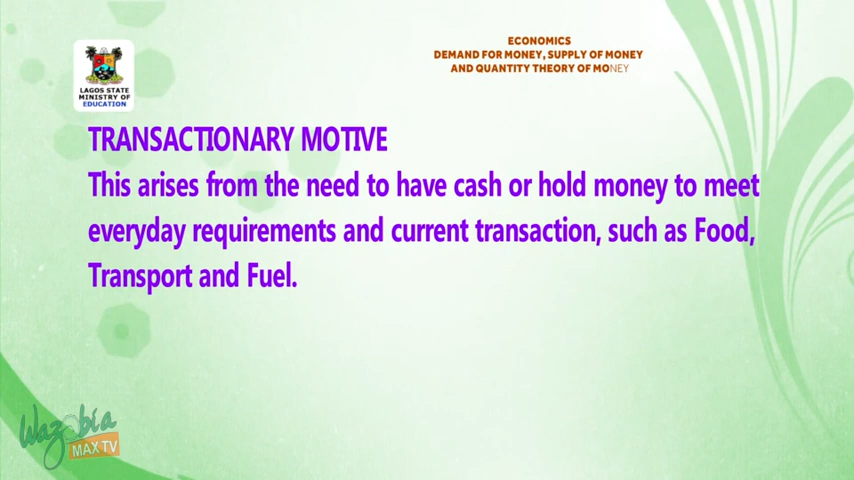 ECONOMICS
DEMAND FOR MONEY, SUPPLY OF MONEY
AND QUANTITY THEORY OF MONEY
LAGOS STATE
MINISTRY OF
EDUCATION
TRANSACTIONARY MOTIVE
This arises from the need to have cash or hold money to meet
everyday requirements and current transaction, such as Food,
Transport and Fuel.
Wazobia
MAX TV